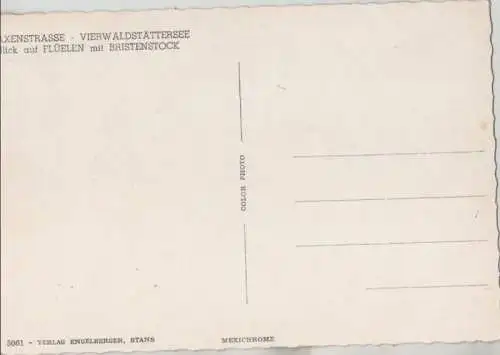 AXENSTRASSE - VIERWALDSTÄTTERSEE
Blick auf FLÜELEN mit BRISTENSTOCK
COLOR PHOTO
5061 - VERLAG ENGELBERGER, STANS
MEXICHROME